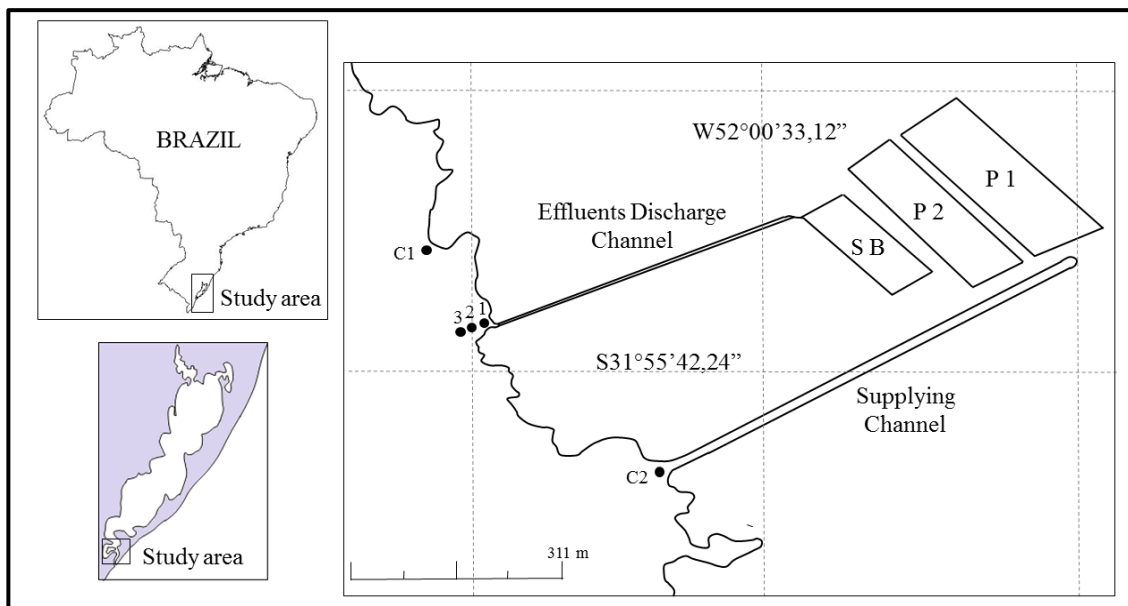 BRAZIL
Study area
Study area
W52°00’33,12”
P 1
P 2
S B
Effluents Discharge
Channel
C1
3 2 1
S31°55’42,24”
Supplying
Channel
C2
311 m